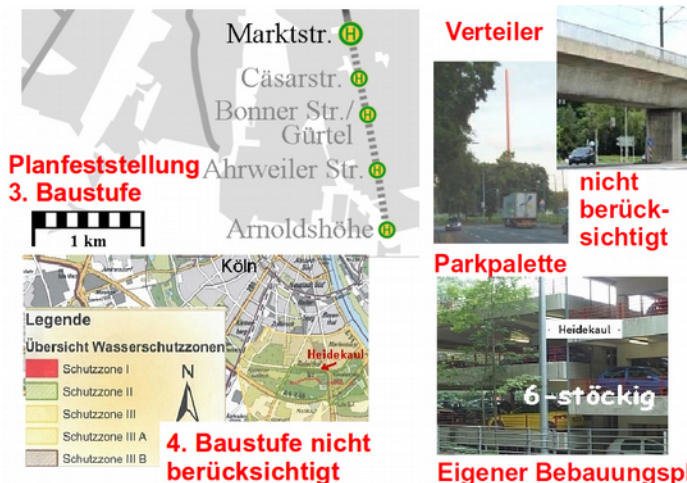 Marktstr.
Cäsarstr.
Bonner Str./
Gürtel
Ahrweiler Str.
Arnoldshöhe
Planfeststellung
3. Baustufe
1 km
Verteiler
nicht
berück-
sichtigt
Köln
Legende
Übersicht Wasserschutzzonen
Schutzzone I
Schutzzone II
Schutzzone III
Schutzzone III A
Schutzzone III B
N
Heidekaul
4. Baustufe nicht
berücksichtigt
Parkpalette
Heidekaul
6-stöckig
Eigener Bebauungspl